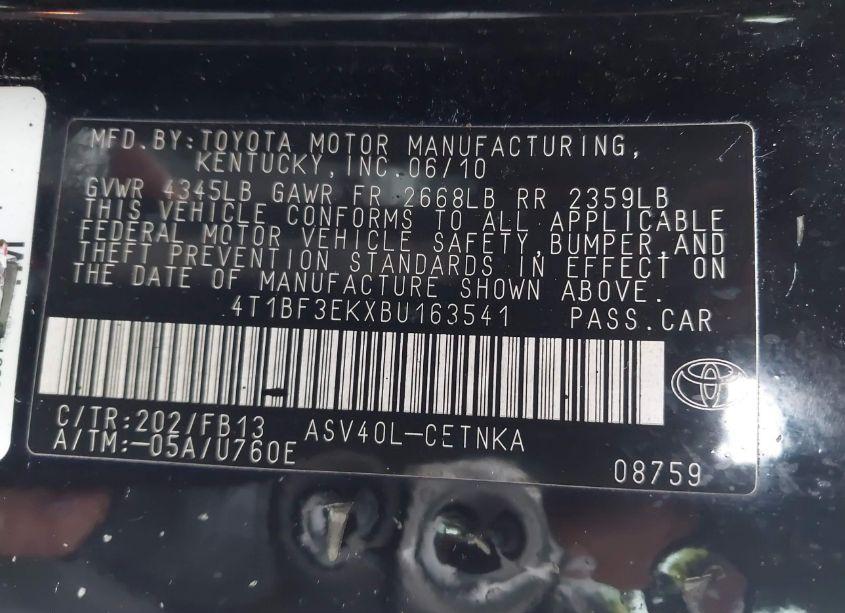 MFD.BY:TOYOTA MOTOR MANUFACTURING,
KENTUCKY,INC.06/10
GVWR 4345LB GAWR FR 2668LB RR 2359LB
THIS VEHICLE CONFORMS TO ALL APPLICABLE
FEDERAL MOTOR VEHICLE SAFETY,BUMPER,AND
THEFT PREVENTION STANDARDS IN EFFECT ON
THE DATE OF MANUFACTURE SHOWN ABOVE.
4T1BF3EKXBU163541 PASS.CAR
C/TR:202/FB13 ASV40L-CETNKA
A/TM:-05A/U760E
08759